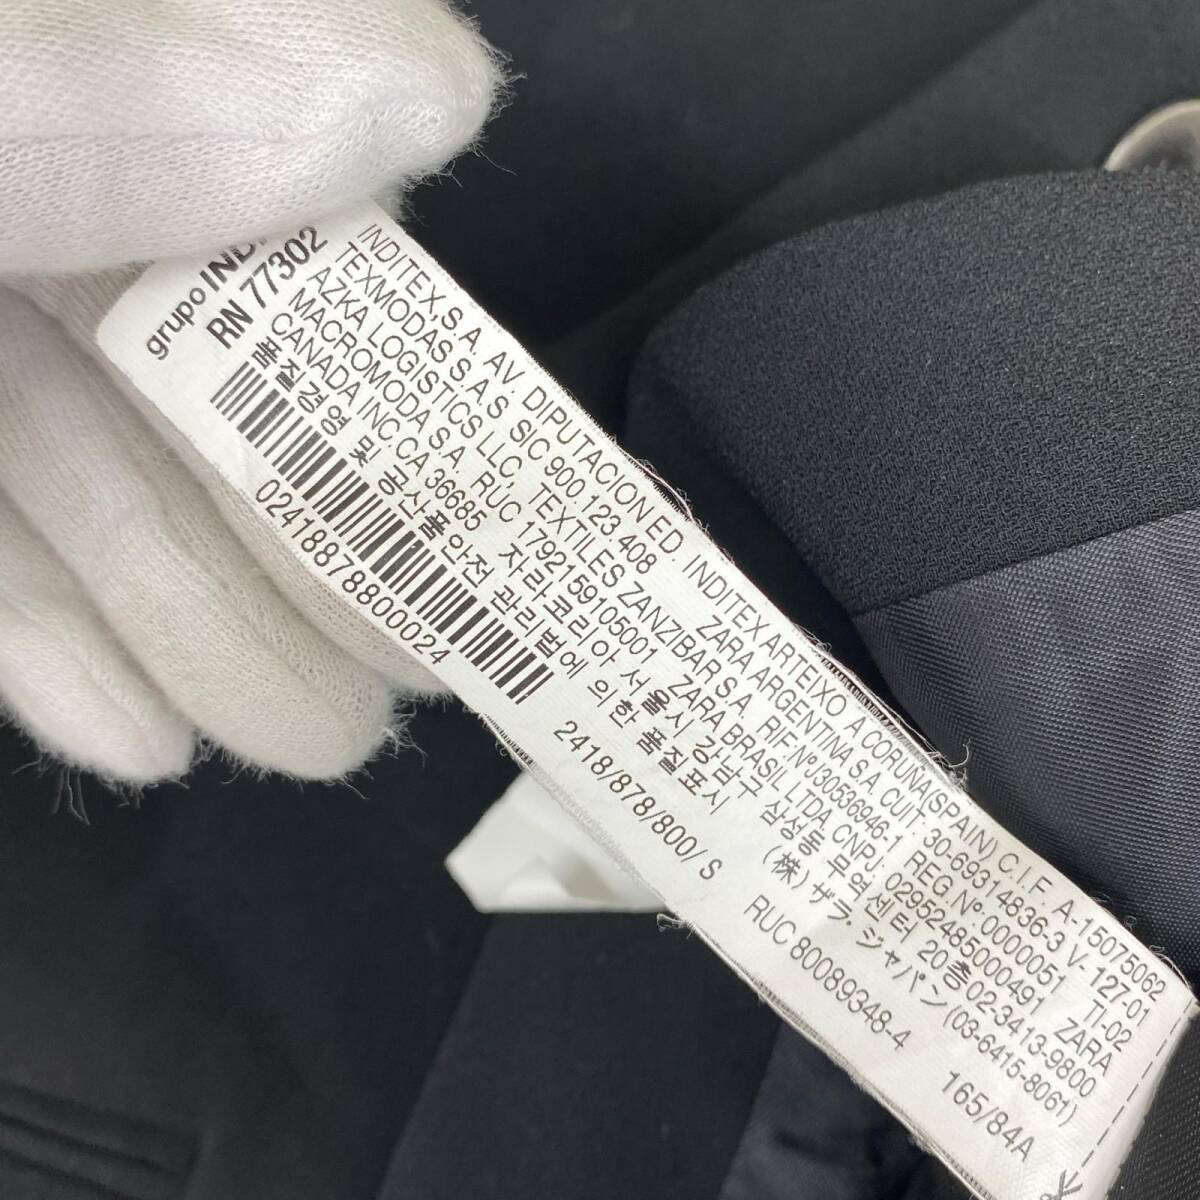 grupo
RN 77302
INDITEX,S.A. AV. DIPUTACION ED. INDITEX ARTEIXO A CORUÑA(SPAIN) C.I.F. A-15075062
TEXMODAS S A S SIC 900.123.408 ZARA ARGENTINA S.A. CUIT: 30-69314836-3 V- 127-01
AZKA LOGISTICS LLC, TEXTILES ZANZIBAR S.A. RIF Nº J30536946-1 REG.Nº:0000051 TI-02
MACROMODA S.A. RUC 1792159105001, ZARA BRASIL LTDA CNPJ: 02952485000491 ZARA
CANADA INC.CA 36685 자라코리아 서울시 강남구 삼성동 무역센터 20층 02-3413-9800
품질경영 및 공산품안전 관리법에 의한 품질표시 (株) ザラ. ジャパン (03-6415-8061)
02418878800024
2418/878/800/ S
RUC 80089348-4
165/84A